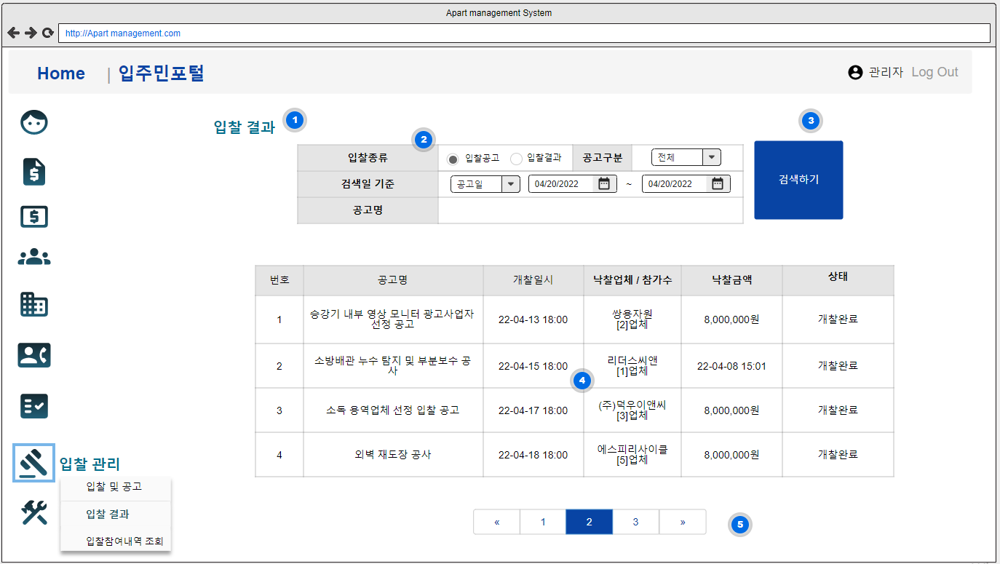 Apart management System
http://Apart management.com
Home | 입주민포털
관리자 Log Out
입찰 결과 1
2
3
입찰종류 입찰공고 입찰결과 공고구분 전체
검색일 기준 공고일 04/20/2022 ~ 04/20/2022
공고명
검색하기
번호 공고명 개찰일시 낙찰업체 / 참가수 낙찰금액 상태
1 승강기 내부 영상 모니터 광고사업자 22-04-13 18:00 쌍용자원 8,000,000원 개찰완료
선정 공고 [2]업체
2 소방배관 누수 탐지 및 부분보수 공 22-04-15 18:00 리더스씨앤 22-04-08 15:01 개찰완료
사 [1]업체
4
3 소독 용역업체 선정 입찰 공고 22-04-17 18:00 (주)덕우이앤씨 8,000,000원 개찰완료
[3]업체
4 외벽 재도장 공사 22-04-18 18:00 에스피리사이클 8,000,000원 개찰완료
[5]업체
입찰 관리
입찰 및 공고
입찰 결과
입찰참여내역 조회
« 1 2 3 »
5